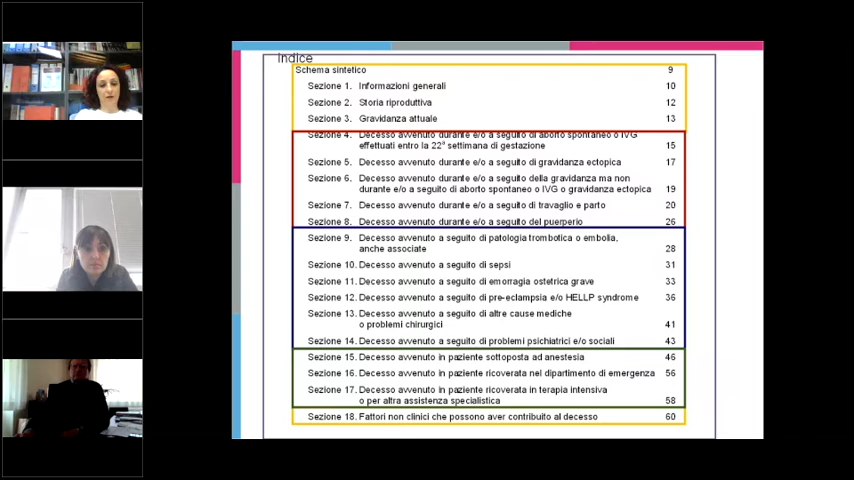 Indice
Schema sintetico 9
Sezione 1. Informazioni generali 10
Sezione 2. Storia riproduttiva 12
Sezione 3. Gravidanza attuale 13
Sezione 4. Decesso avvenuto durante e/o a seguito di aborto spontaneo o IVG
effettuati entro la 22ª settimana di gestazione 15
Sezione 5. Decesso avvenuto durante e/o a seguito di gravidanza ectopica 17
Sezione 6. Decesso avvenuto durante e/o a seguito della gravidanza ma non
durante e/o a seguito di aborto spontaneo o IVG o gravidanza ectopica 19
Sezione 7. Decesso avvenuto durante e/o a seguito di travaglio e parto 20
Sezione 8. Decesso avvenuto durante e/o a seguito del puerperio 26
Sezione 9. Decesso avvenuto a seguito di patologia trombotica o embolia,
anche associate 28
Sezione 10. Decesso avvenuto a seguito di sepsi 31
Sezione 11. Decesso avvenuto a seguito di emorragia ostetrica grave 33
Sezione 12. Decesso avvenuto a seguito di pre-eclampsia e/o HELLP syndrome 36
Sezione 13. Decesso avvenuto a seguito di altre cause mediche
o problemi chirurgici 41
Sezione 14. Decesso avvenuto a seguito di problemi psichiatrici e/o sociali 43
Sezione 15. Decesso avvenuto in paziente sottoposta ad anestesia 46
Sezione 16. Decesso avvenuto in paziente ricoverata nel dipartimento di emergenza 56
Sezione 17. Decesso avvenuto in paziente ricoverata in terapia intensiva
o per altra assistenza specialistica 58
Sezione 18. Fattori non clinici che possono aver contribuito al decesso 60